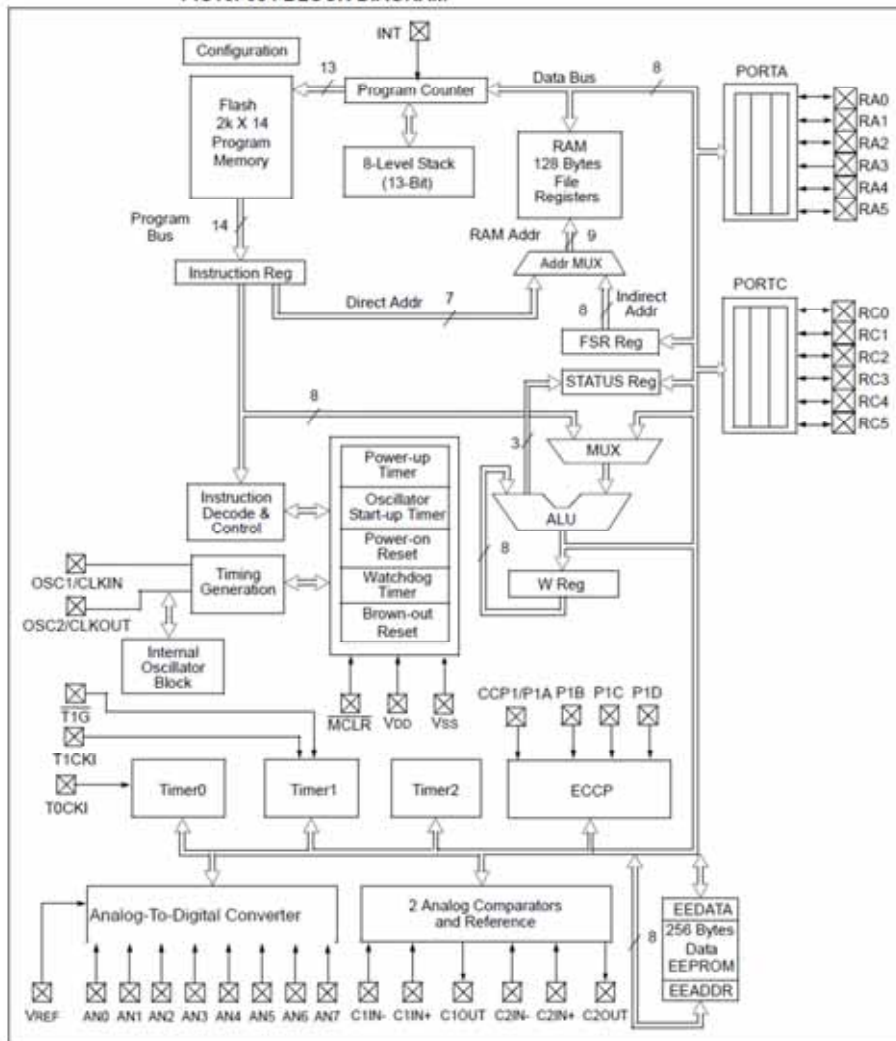 INT
Configuration
13
Data Bus
8
PORTA
Program Counter
Flash
2k X 14
Program
Memory
8-Level Stack
(13-Bit)
RAM
128 Bytes
File
Registers
RA0
RA1
RA2
RA3
RA4
RA5
Program
Bus
14
RAM Addr
9
Addr MUX
Instruction Reg
Direct Addr
7
8
Indirect
Addr
FSR Reg
STATUS Reg
PORTC
RC0
RC1
RC2
RC3
RC4
RC5
8
3
MUX
Power-up
Timer
Oscillator
Start-up Timer
Power-on
Reset
Watchdog
Timer
Brown-out
Reset
Instruction
Decode &
Control
ALU
8
W Reg
OSC1/CLKIN
Timing
Generation
OSC2/CLKOUT
Internal
Oscillator
Block
T1G
MCLR
VDD
VSS
CCP1/P1A
P1B
P1C
P1D
T1CKI
T0CKI
Timer0
Timer1
Timer2
ECCP
Analog-To-Digital Converter
2 Analog Comparators
and Reference
8
EEDATA
256 Bytes
Data
EEPROM
EEADDR
VREF
AN0
AN1
AN2
AN3
AN4
AN5
AN6
AN7
C1IN-
C1IN+
C1OUT
C2IN-
C2IN+
C2OUT